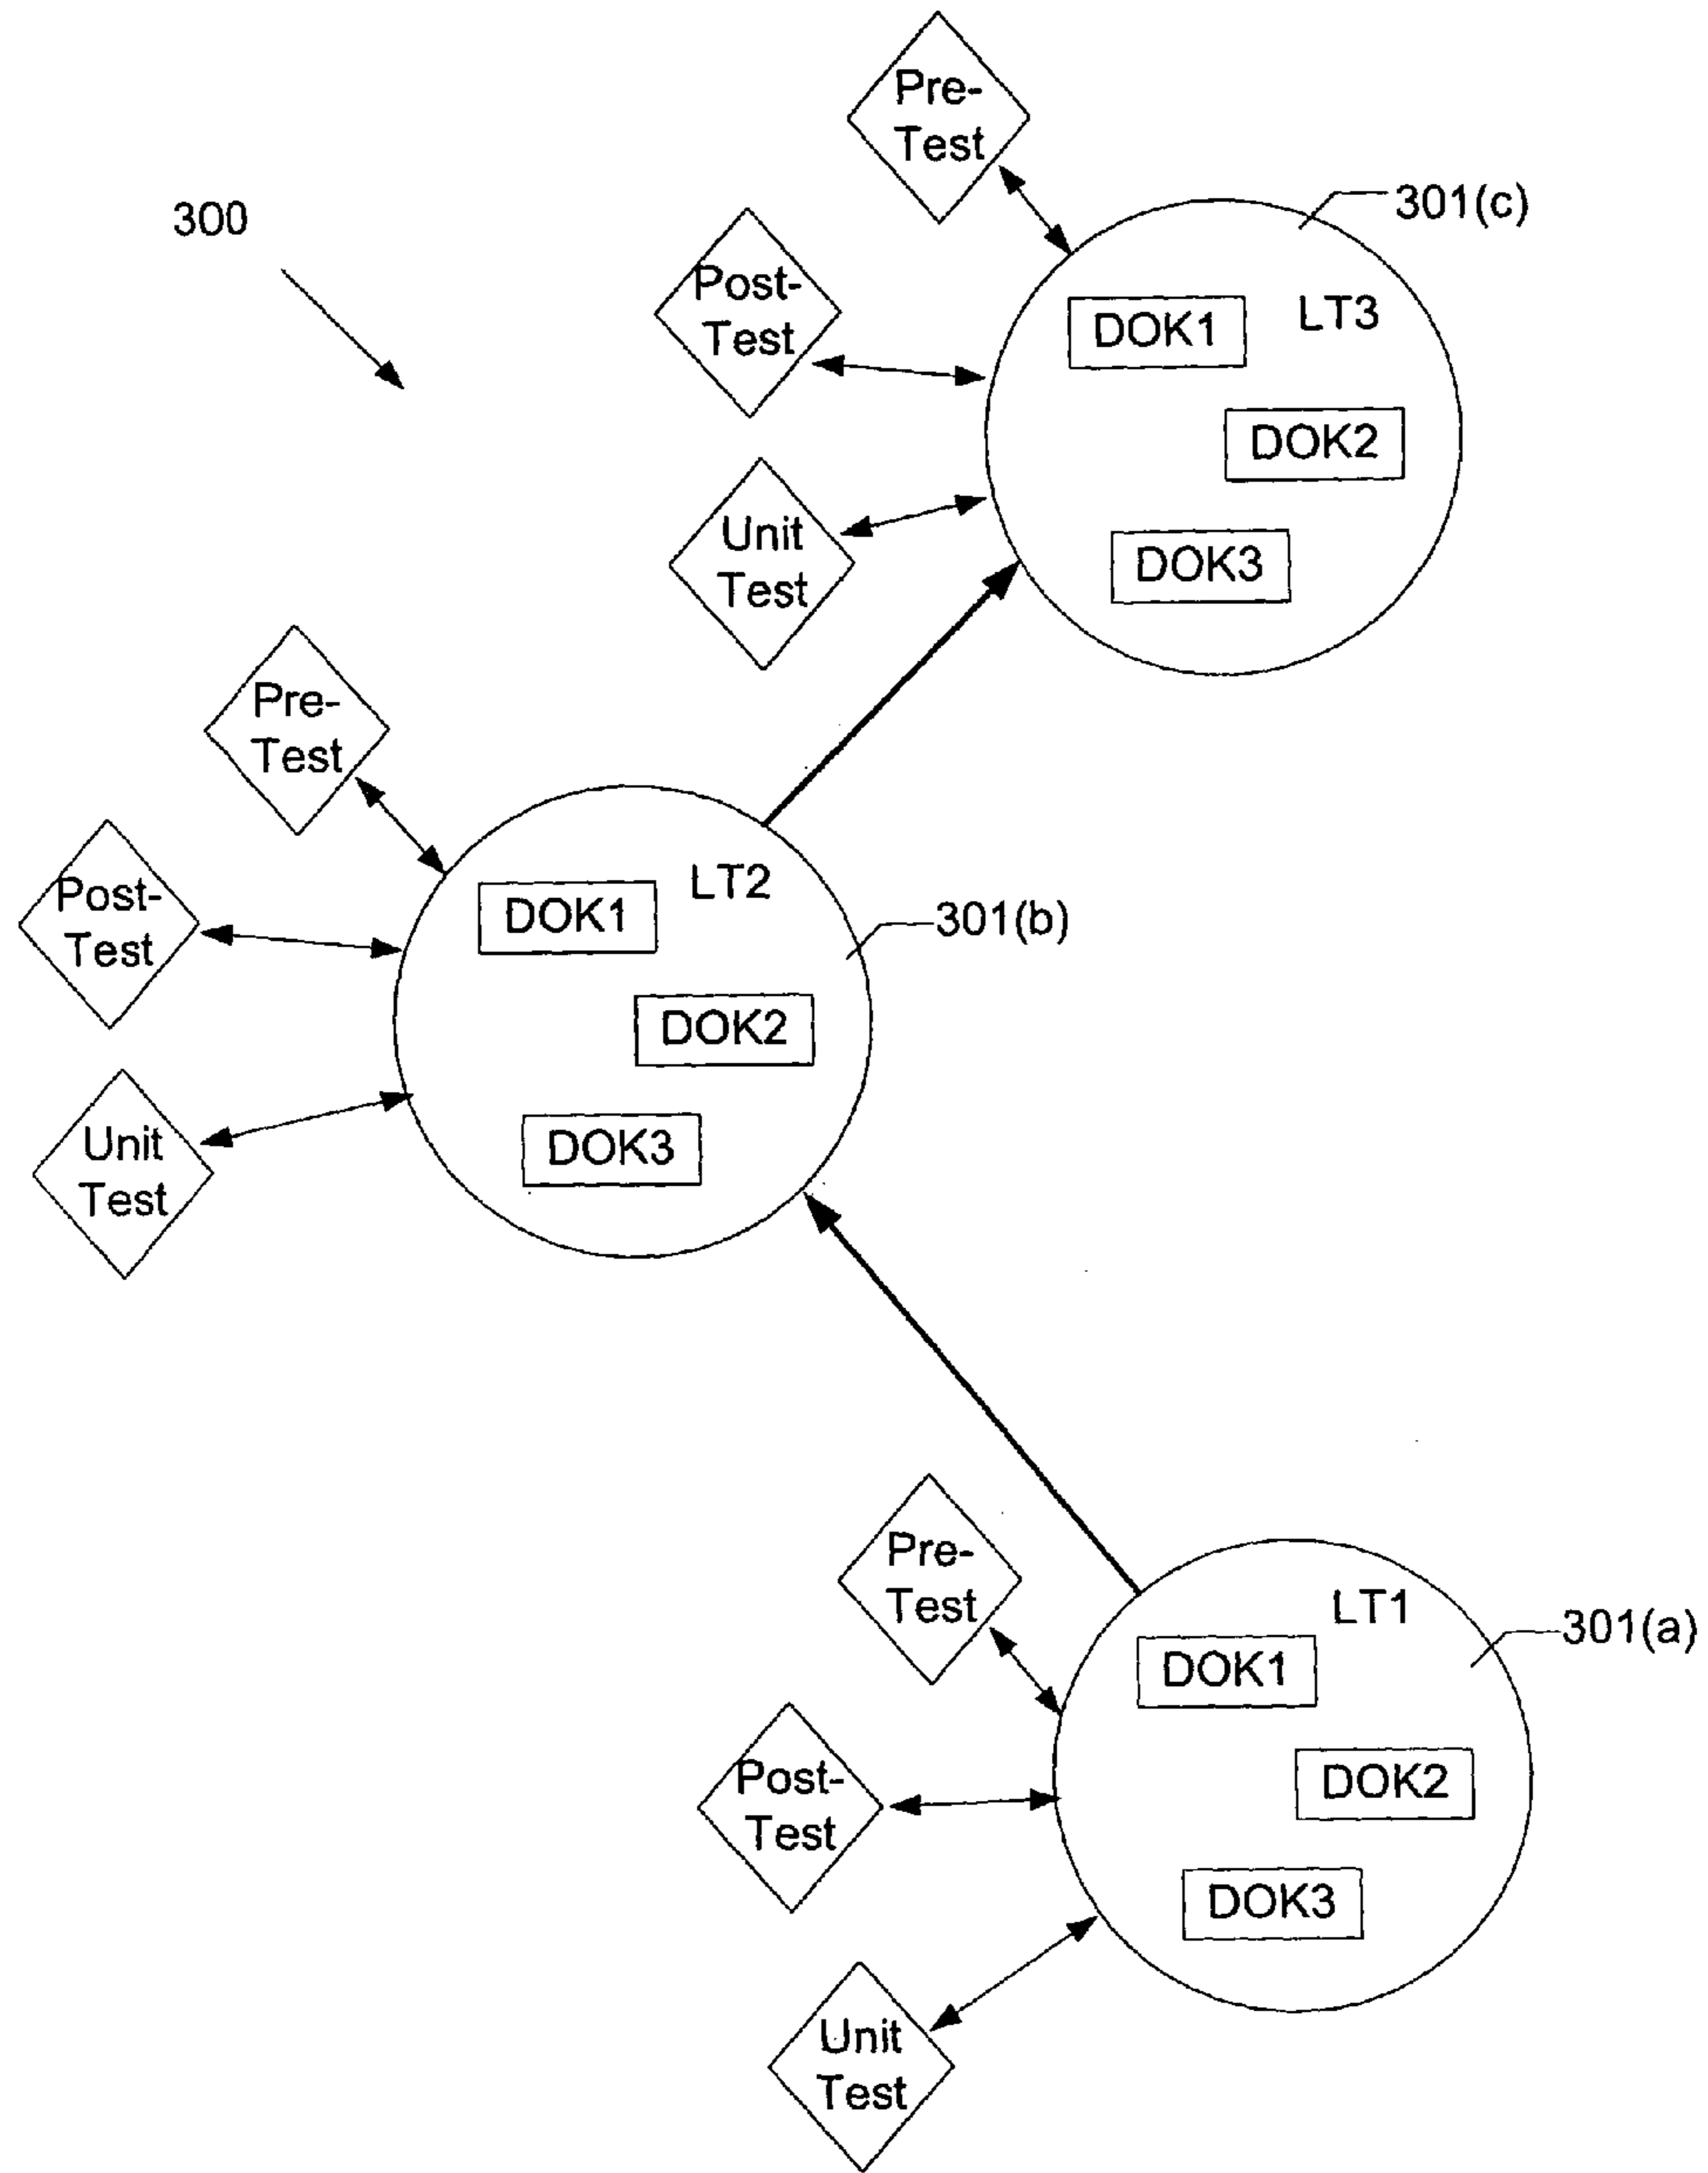 Pre-
Test
301(c)
300
Post-
Test
LT3
DOK1
DOK2
Unit
Test
DOK3
Pre-
Test
LT2
Post-
Test
DOK1
301(b)
DOK2
Unit
Test
DOK3
Pre-
Test
LT1
301(a)
DOK1
Post-
Test
DOK2
DOK3
Unit
Test